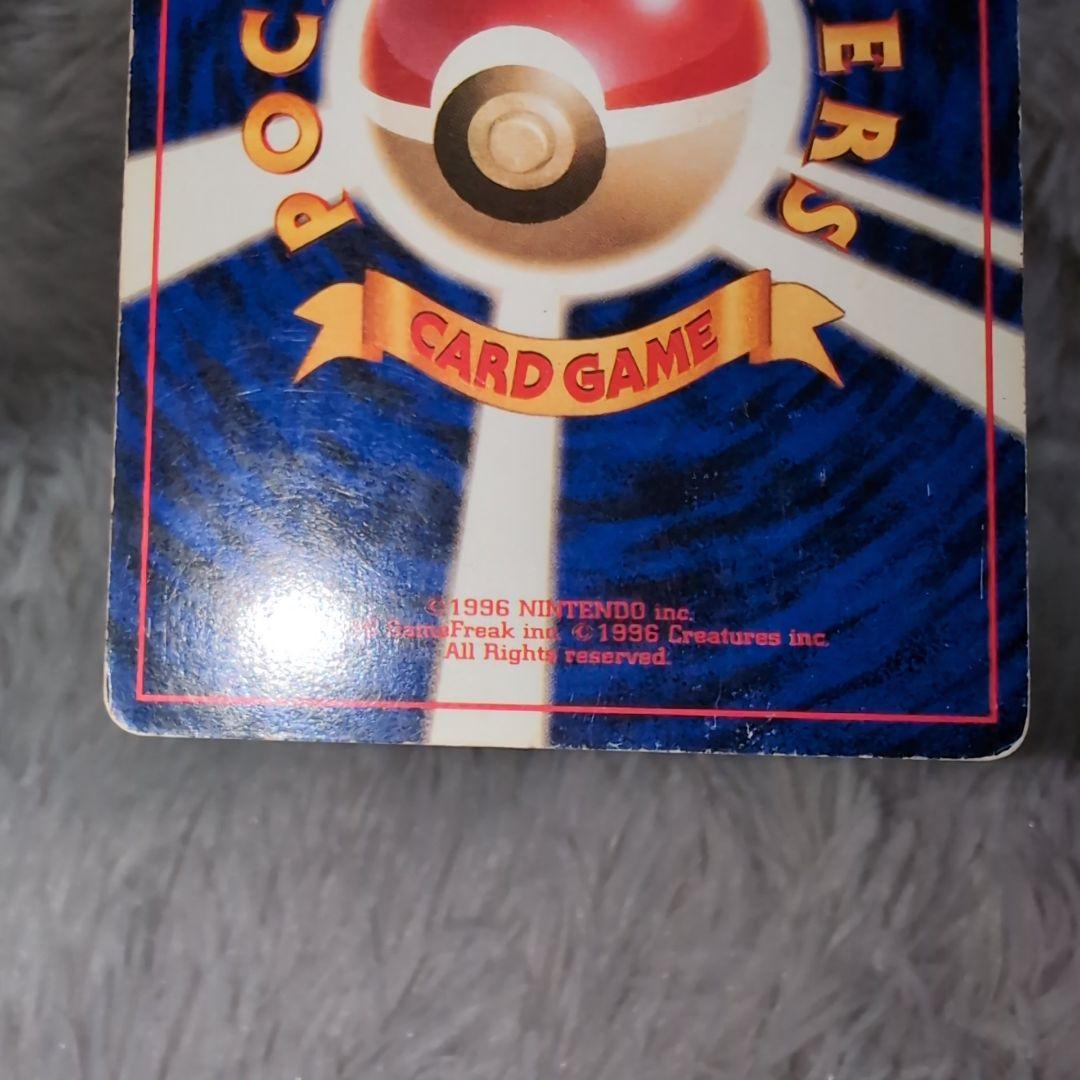 POC
ERS
CARD GAME
©1996 NINTENDO inc.
GameFreak inc. ©1996 Creatures inc.
All Rights reserved.